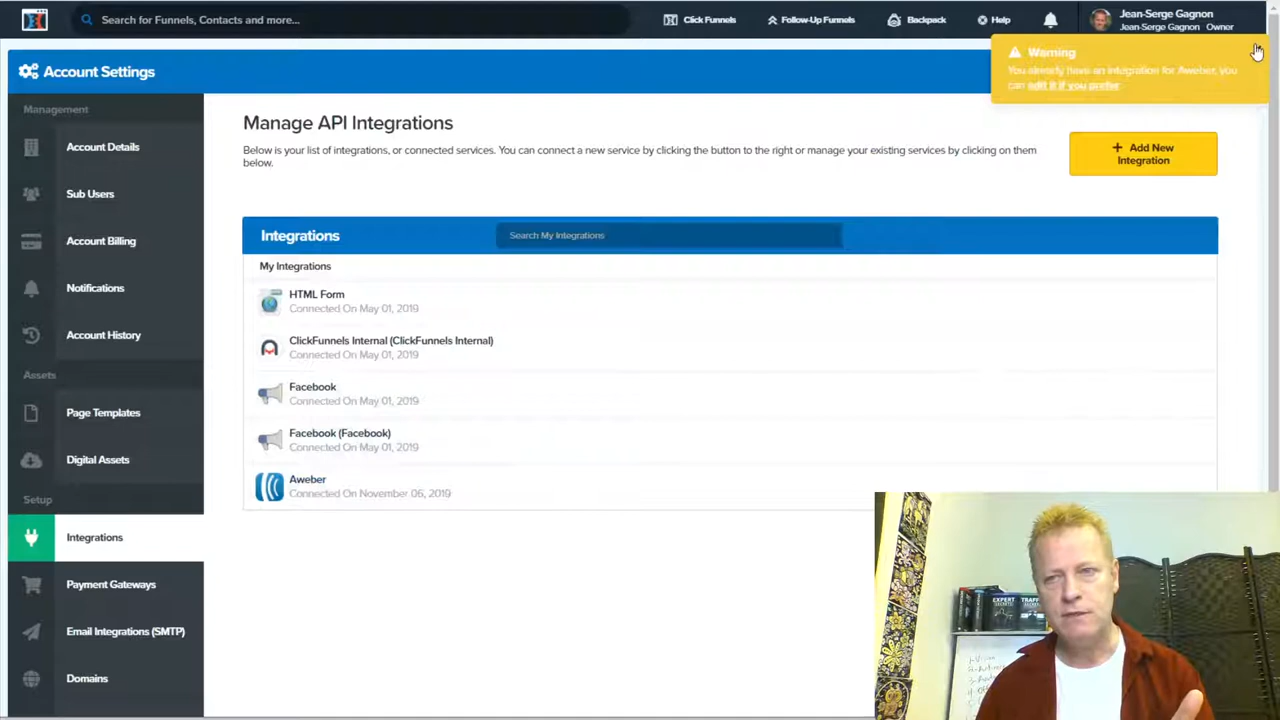 Search for Funnels, Contacts and more...
Click Funnels
Follow-Up Funnels
Backpack
Help
Jean-Serge Gagnon
Jean-Serge Gagnon Owner
Warning
You already have an integration for Aweber, you
can edit it if you prefer.
Account Settings
Management
Account Details
Sub Users
Account Billing
Notifications
Account History
Assets
Page Templates
Digital Assets
Setup
Integrations
Payment Gateways
Email Integrations (SMTP)
Domains
Manage API Integrations
Below is your list of integrations, or connected services. You can connect a new service by clicking the button to the right or manage your existing services by clicking on them
below.
+ Add New
Integration
Integrations
Search My Integrations
My Integrations
HTML Form
Connected On May 01, 2019
ClickFunnels Internal (ClickFunnels Internal)
Connected On May 01, 2019
Facebook
Connected On May 01, 2019
Facebook (Facebook)
Connected On May 01, 2019
Aweber
Connected On November 06, 2019
EXPERT
SECRETS